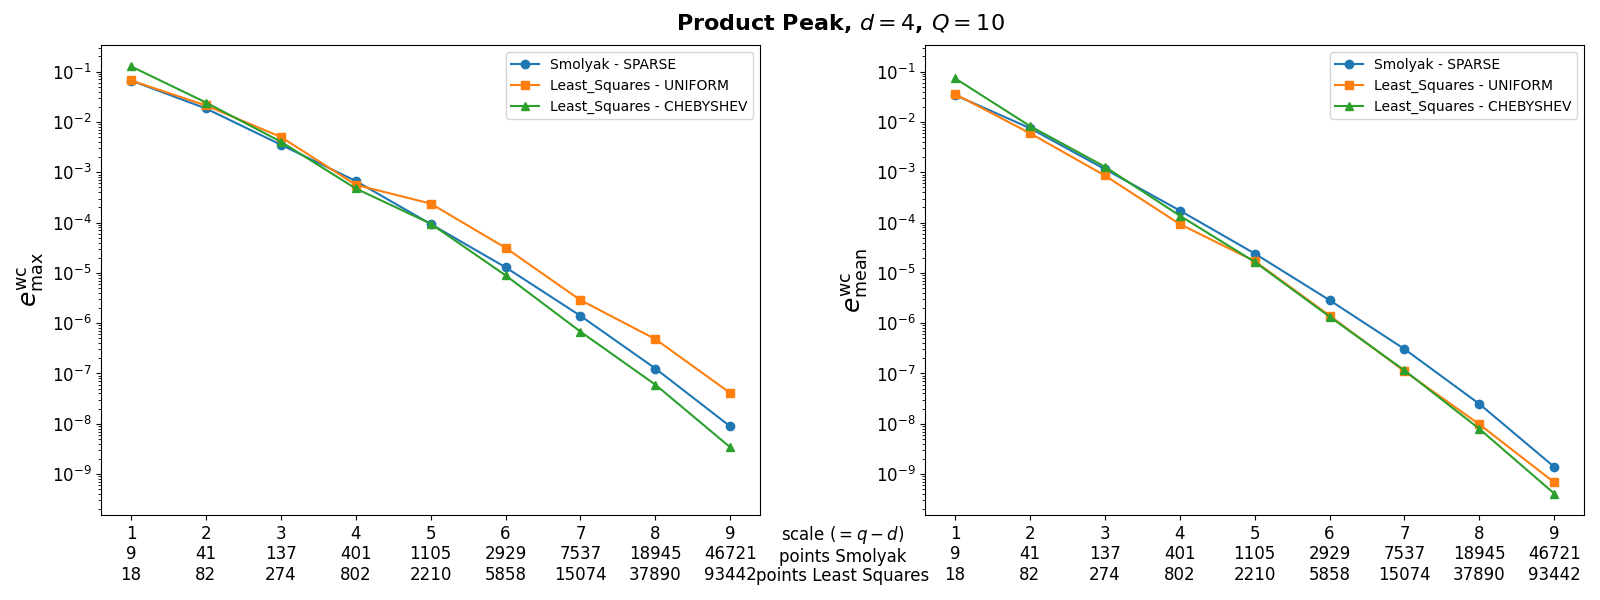 Product Peak, d = 4, Q = 10
e^wc_max
10^−1
10^−2
10^−3
10^−4
10^−5
10^−6
10^−7
10^−8
10^−9
Smolyak - SPARSE
Least_Squares - UNIFORM
Least_Squares - CHEBYSHEV
e^wc_mean
10^−1
10^−2
10^−3
10^−4
10^−5
10^−6
10^−7
10^−8
10^−9
Smolyak - SPARSE
Least_Squares - UNIFORM
Least_Squares - CHEBYSHEV
1 2 3 4 5 6 7 8 9 scale (= q − d) 1 2 3 4 5 6 7 8 9
9 41 137 401 1105 2929 7537 18945 46721 points Smolyak 9 41 137 401 1105 2929 7537 18945 46721
18 82 274 802 2210 5858 15074 37890 93442 points Least Squares 18 82 274 802 2210 5858 15074 37890 93442